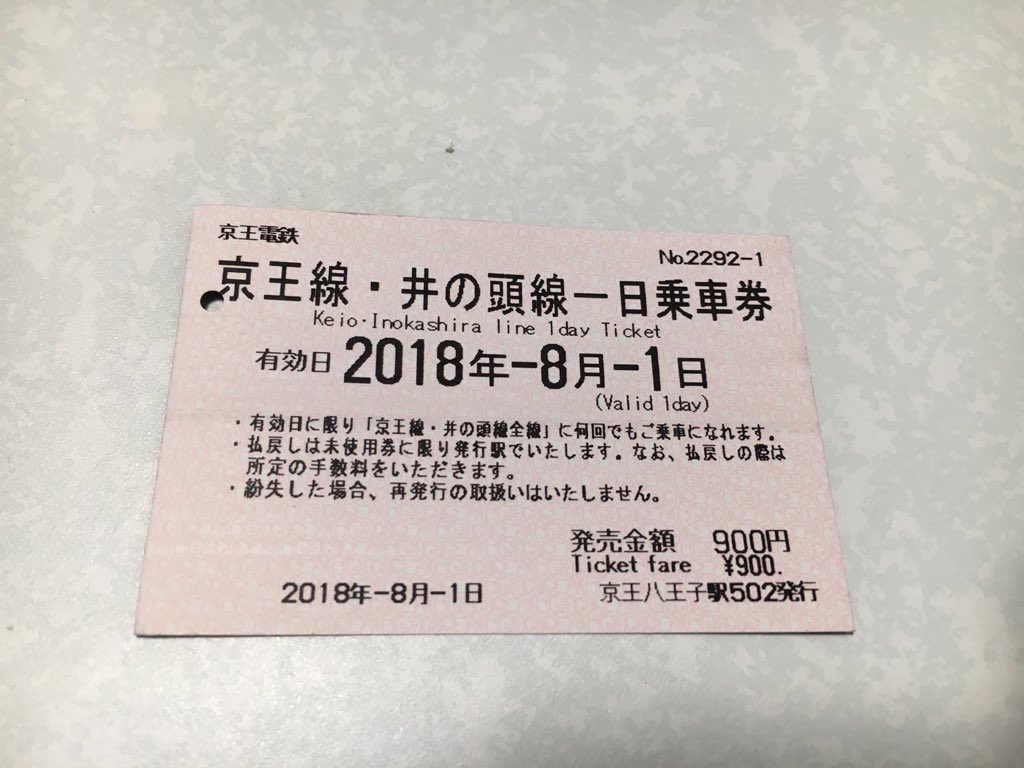 京王電鉄
No.2292-1
京王線・井の頭線一日乗車券
Keio・Inokashira line 1day Ticket
有効日 2018年-8月-1日
(Valid 1day)
・有効日に限り「京王線・井の頭線全線」に何回でもご乗車になれます。
・払戻しは未使用券に限り発行駅でいたします。なお、払戻しの際は
所定の手数料をいただきます。
・紛失した場合、再発行の取扱いはいたしません。
発売金額 900円
Ticket fare ¥900.
2018年-8月-1日 京王八王子駅502発行